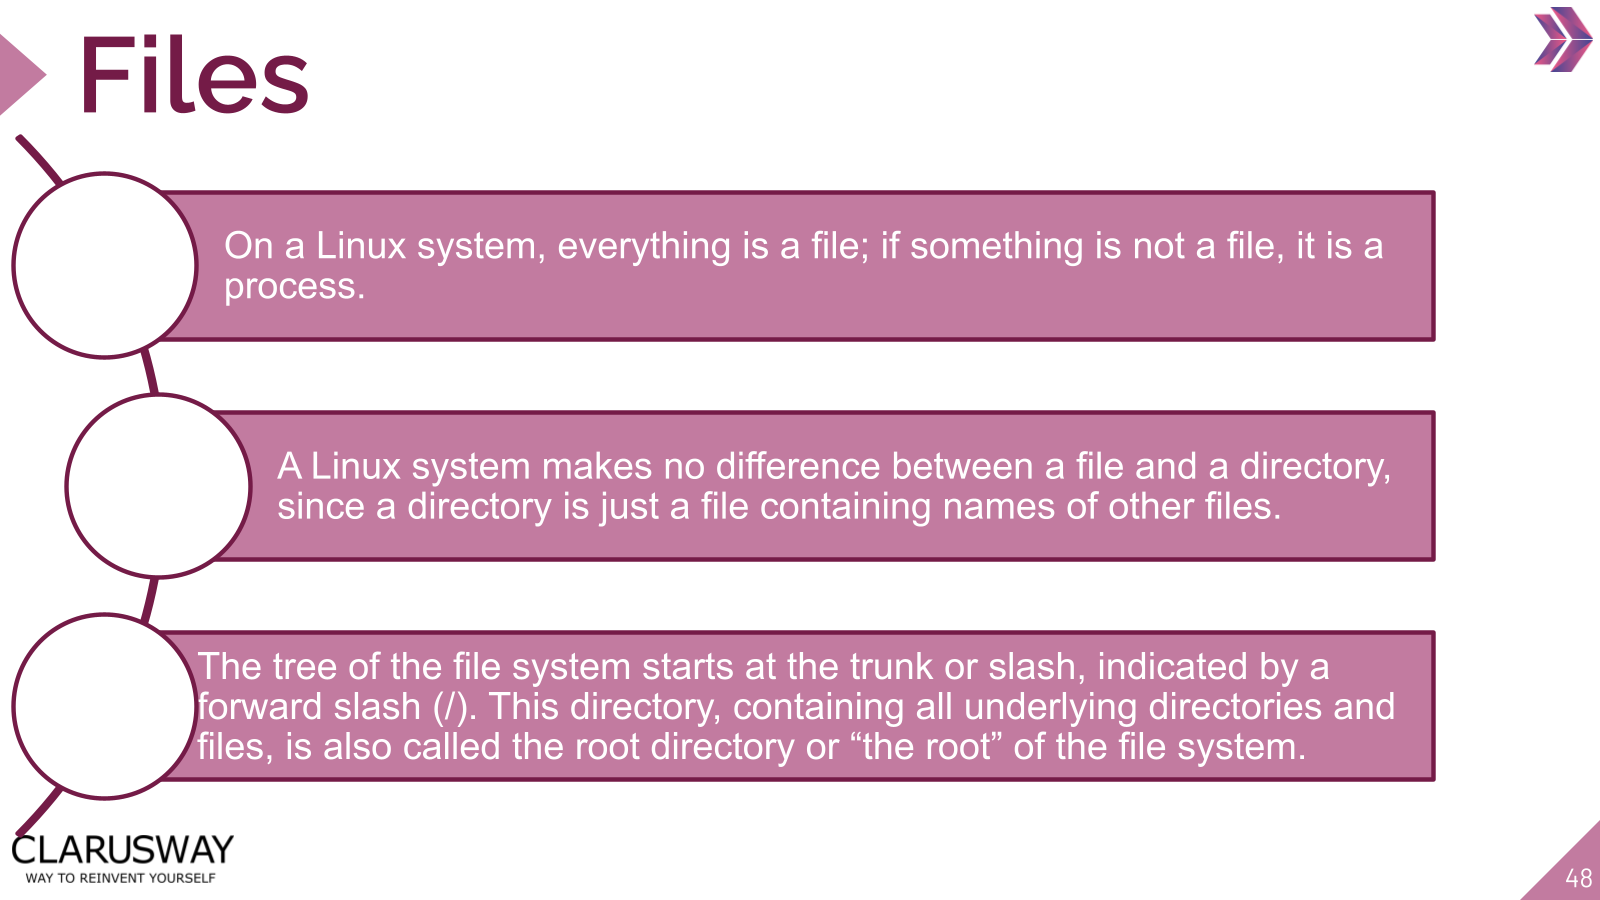 Files
On a Linux system, everything is a file; if something is not a file, it is a
process.
A Linux system makes no difference between a file and a directory,
since a directory is just a file containing names of other files.
The tree of the file system starts at the trunk or slash, indicated by a
forward slash (/). This directory, containing all underlying directories and
files, is also called the root directory or “the root” of the file system.
CLARUSWAY
WAY TO REINVENT YOURSELF
48